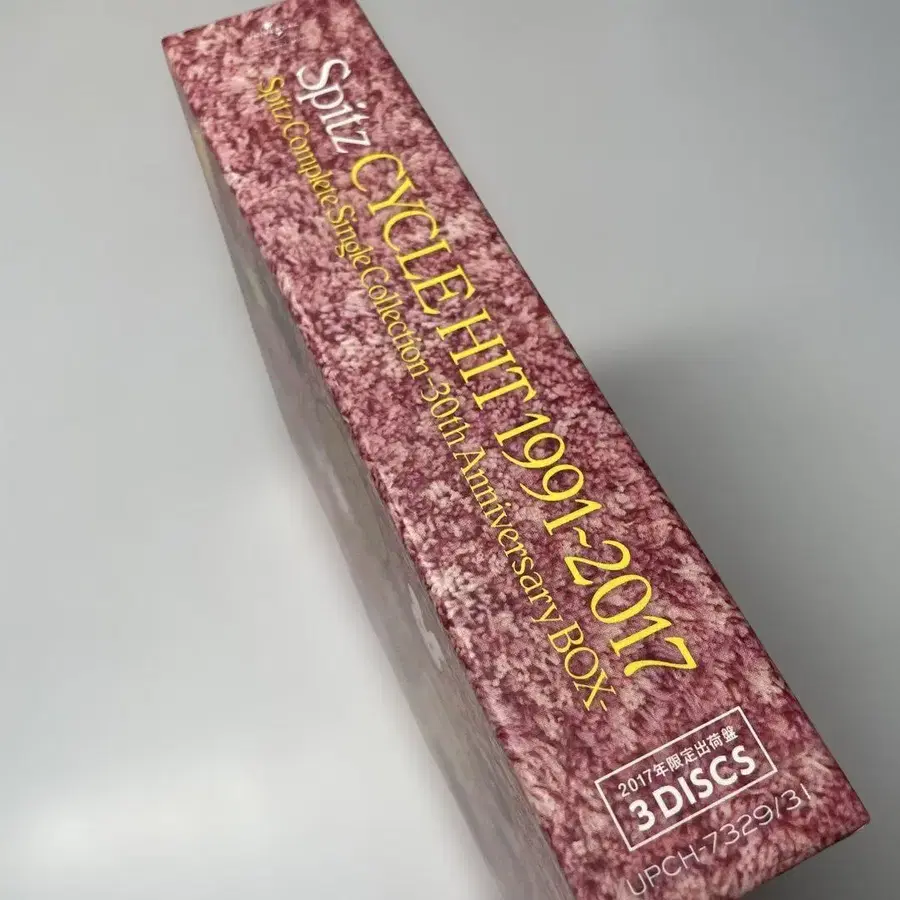 Spitz CYCLE HIT 1991~2017
Spitz Complete Single Collection -30th Anniversary BOX-
2017年限定出荷盤
3 DISCS
UPCH-7329/31